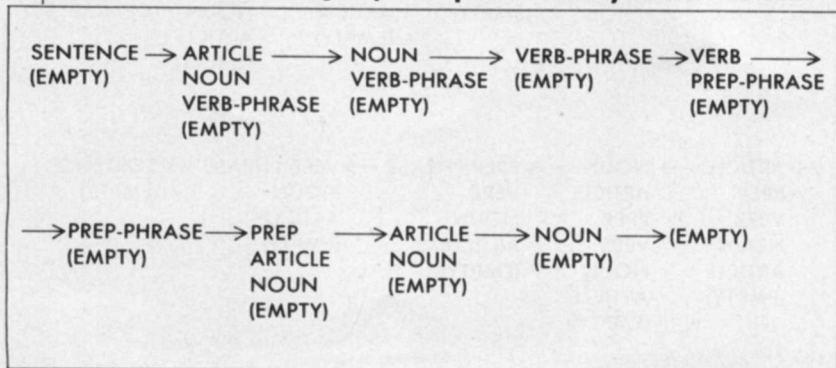 SENTENCE → ARTICLE → NOUN → VERB-PHRASE → VERB →
(EMPTY) NOUN VERB-PHRASE (EMPTY) PREP-PHRASE
VERB-PHRASE (EMPTY) (EMPTY)
(EMPTY)
→ PREP-PHRASE → PREP → ARTICLE → NOUN → (EMPTY)
(EMPTY) ARTICLE NOUN (EMPTY)
NOUN (EMPTY)
(EMPTY)